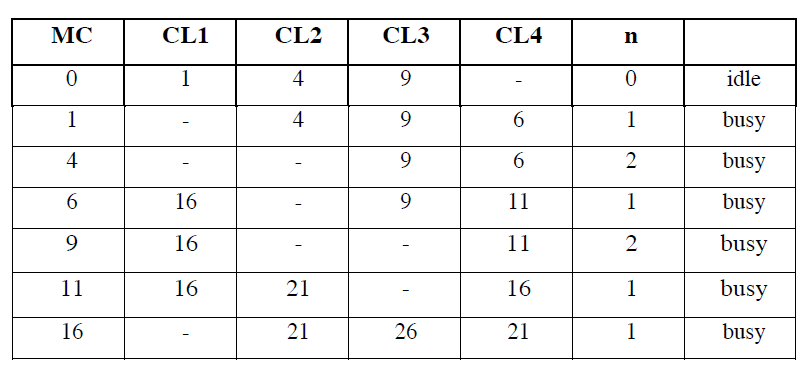 MC CL1 CL2 CL3 CL4 n
0 1 4 9 - 0 idle
1 - 4 9 6 1 busy
4 - - 9 6 2 busy
6 16 - 9 11 1 busy
9 16 - - 11 2 busy
11 16 21 - 16 1 busy
16 - 21 26 21 1 busy